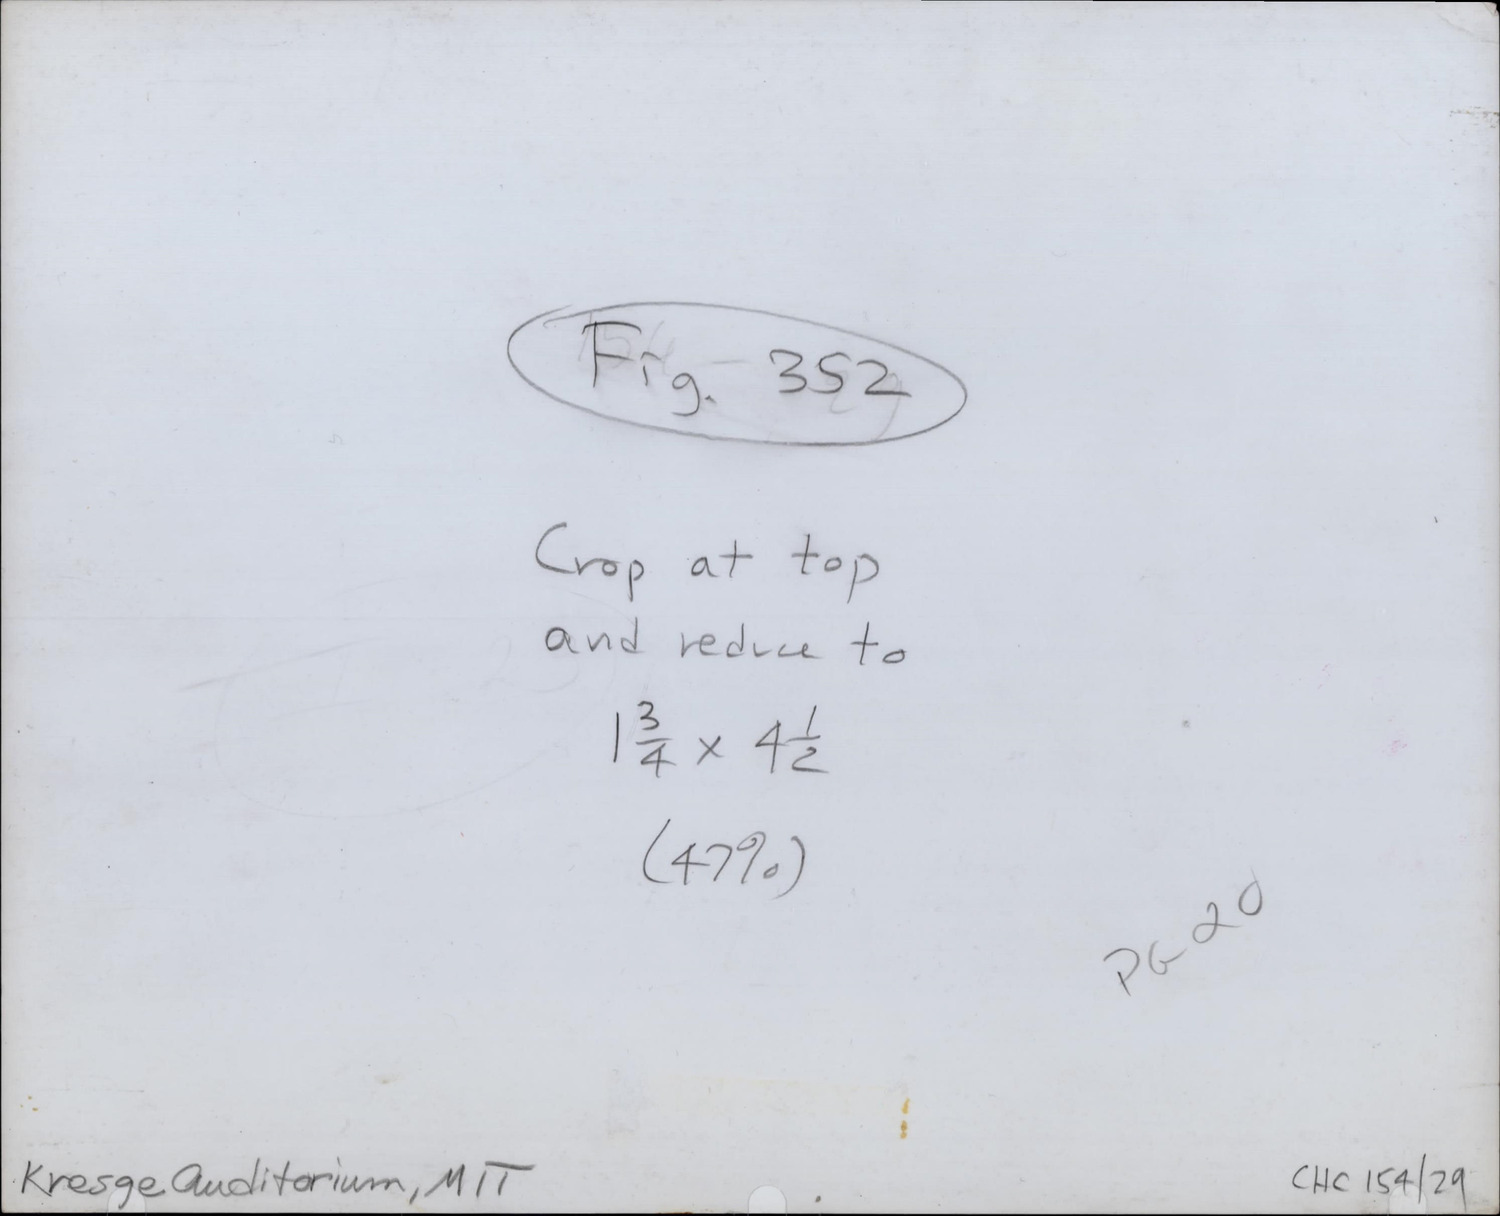 Fig. 352
Crop at top
and reduce to
1 3/4 x 4 1/2
(47%)
PG 20
Kresge Auditorium, MIT
CHC 154/29